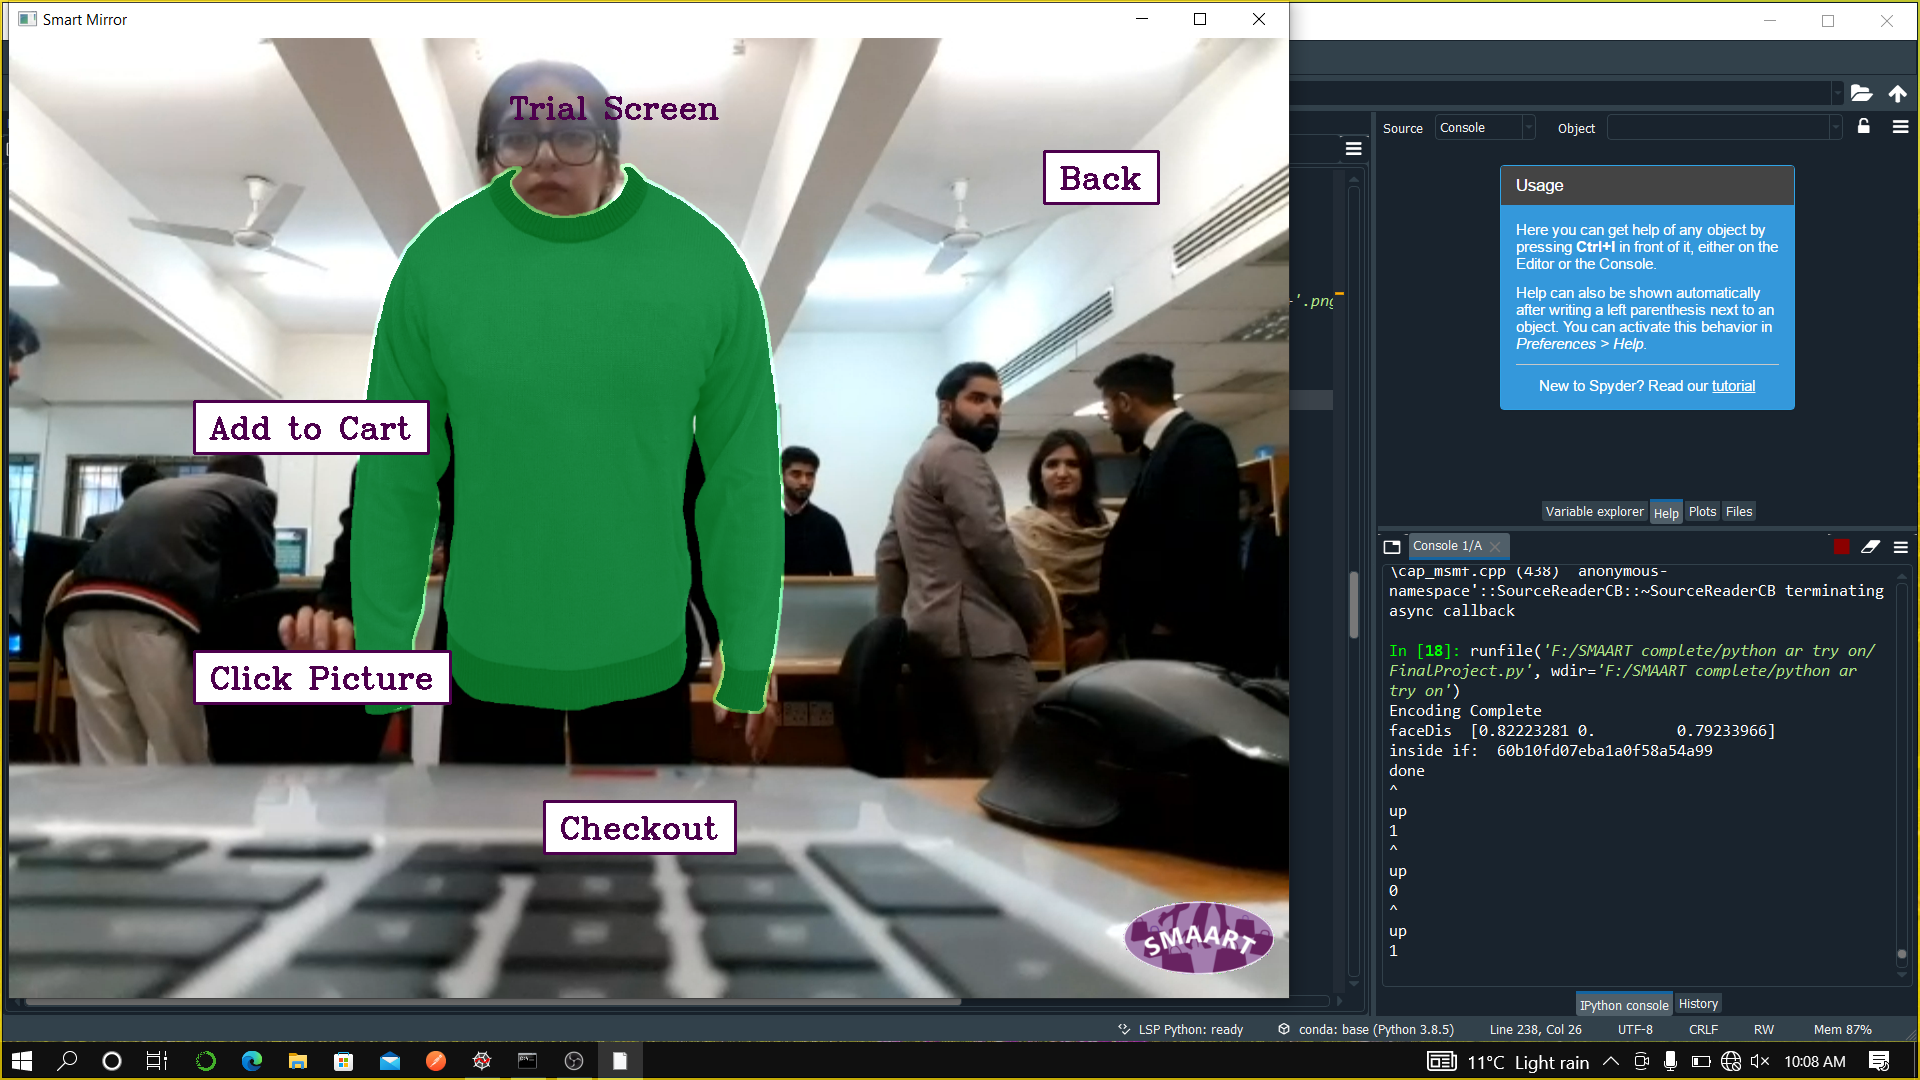 Smart Mirror
Trial Screen
Back
Add to Cart
Click Picture
Checkout
SMAART
Source
Console
Object
Usage
Here you can get help of any object by
pressing Ctrl+I in front of it, either on the
Editor or the Console.
Help can also be shown automatically
after writing a left parenthesis next to an
object. You can activate this behavior in
Preferences > Help.
New to Spyder? Read our tutorial
-'.png
Variable explorer
Help
Plots
Files
Console 1/A
\cap_msmf.cpp (438) anonymous-
namespace'::SourceReaderCB::~SourceReaderCB terminating
async callback
In [18]: runfile('F:/SMAART complete/python ar try on/
FinalProject.py', wdir='F:/SMAART complete/python ar
try on')
Encoding Complete
faceDis [0.82223281 0. 0.79233966]
inside if: 60b10fd07eba1a0f58a54a99
done
^
up
1
^
up
0
^
up
1
IPython console
History
LSP Python: ready
conda: base (Python 3.8.5)
Line 238, Col 26
UTF-8
CRLF
RW
Mem 87%
11°C Light rain
10:08 AM